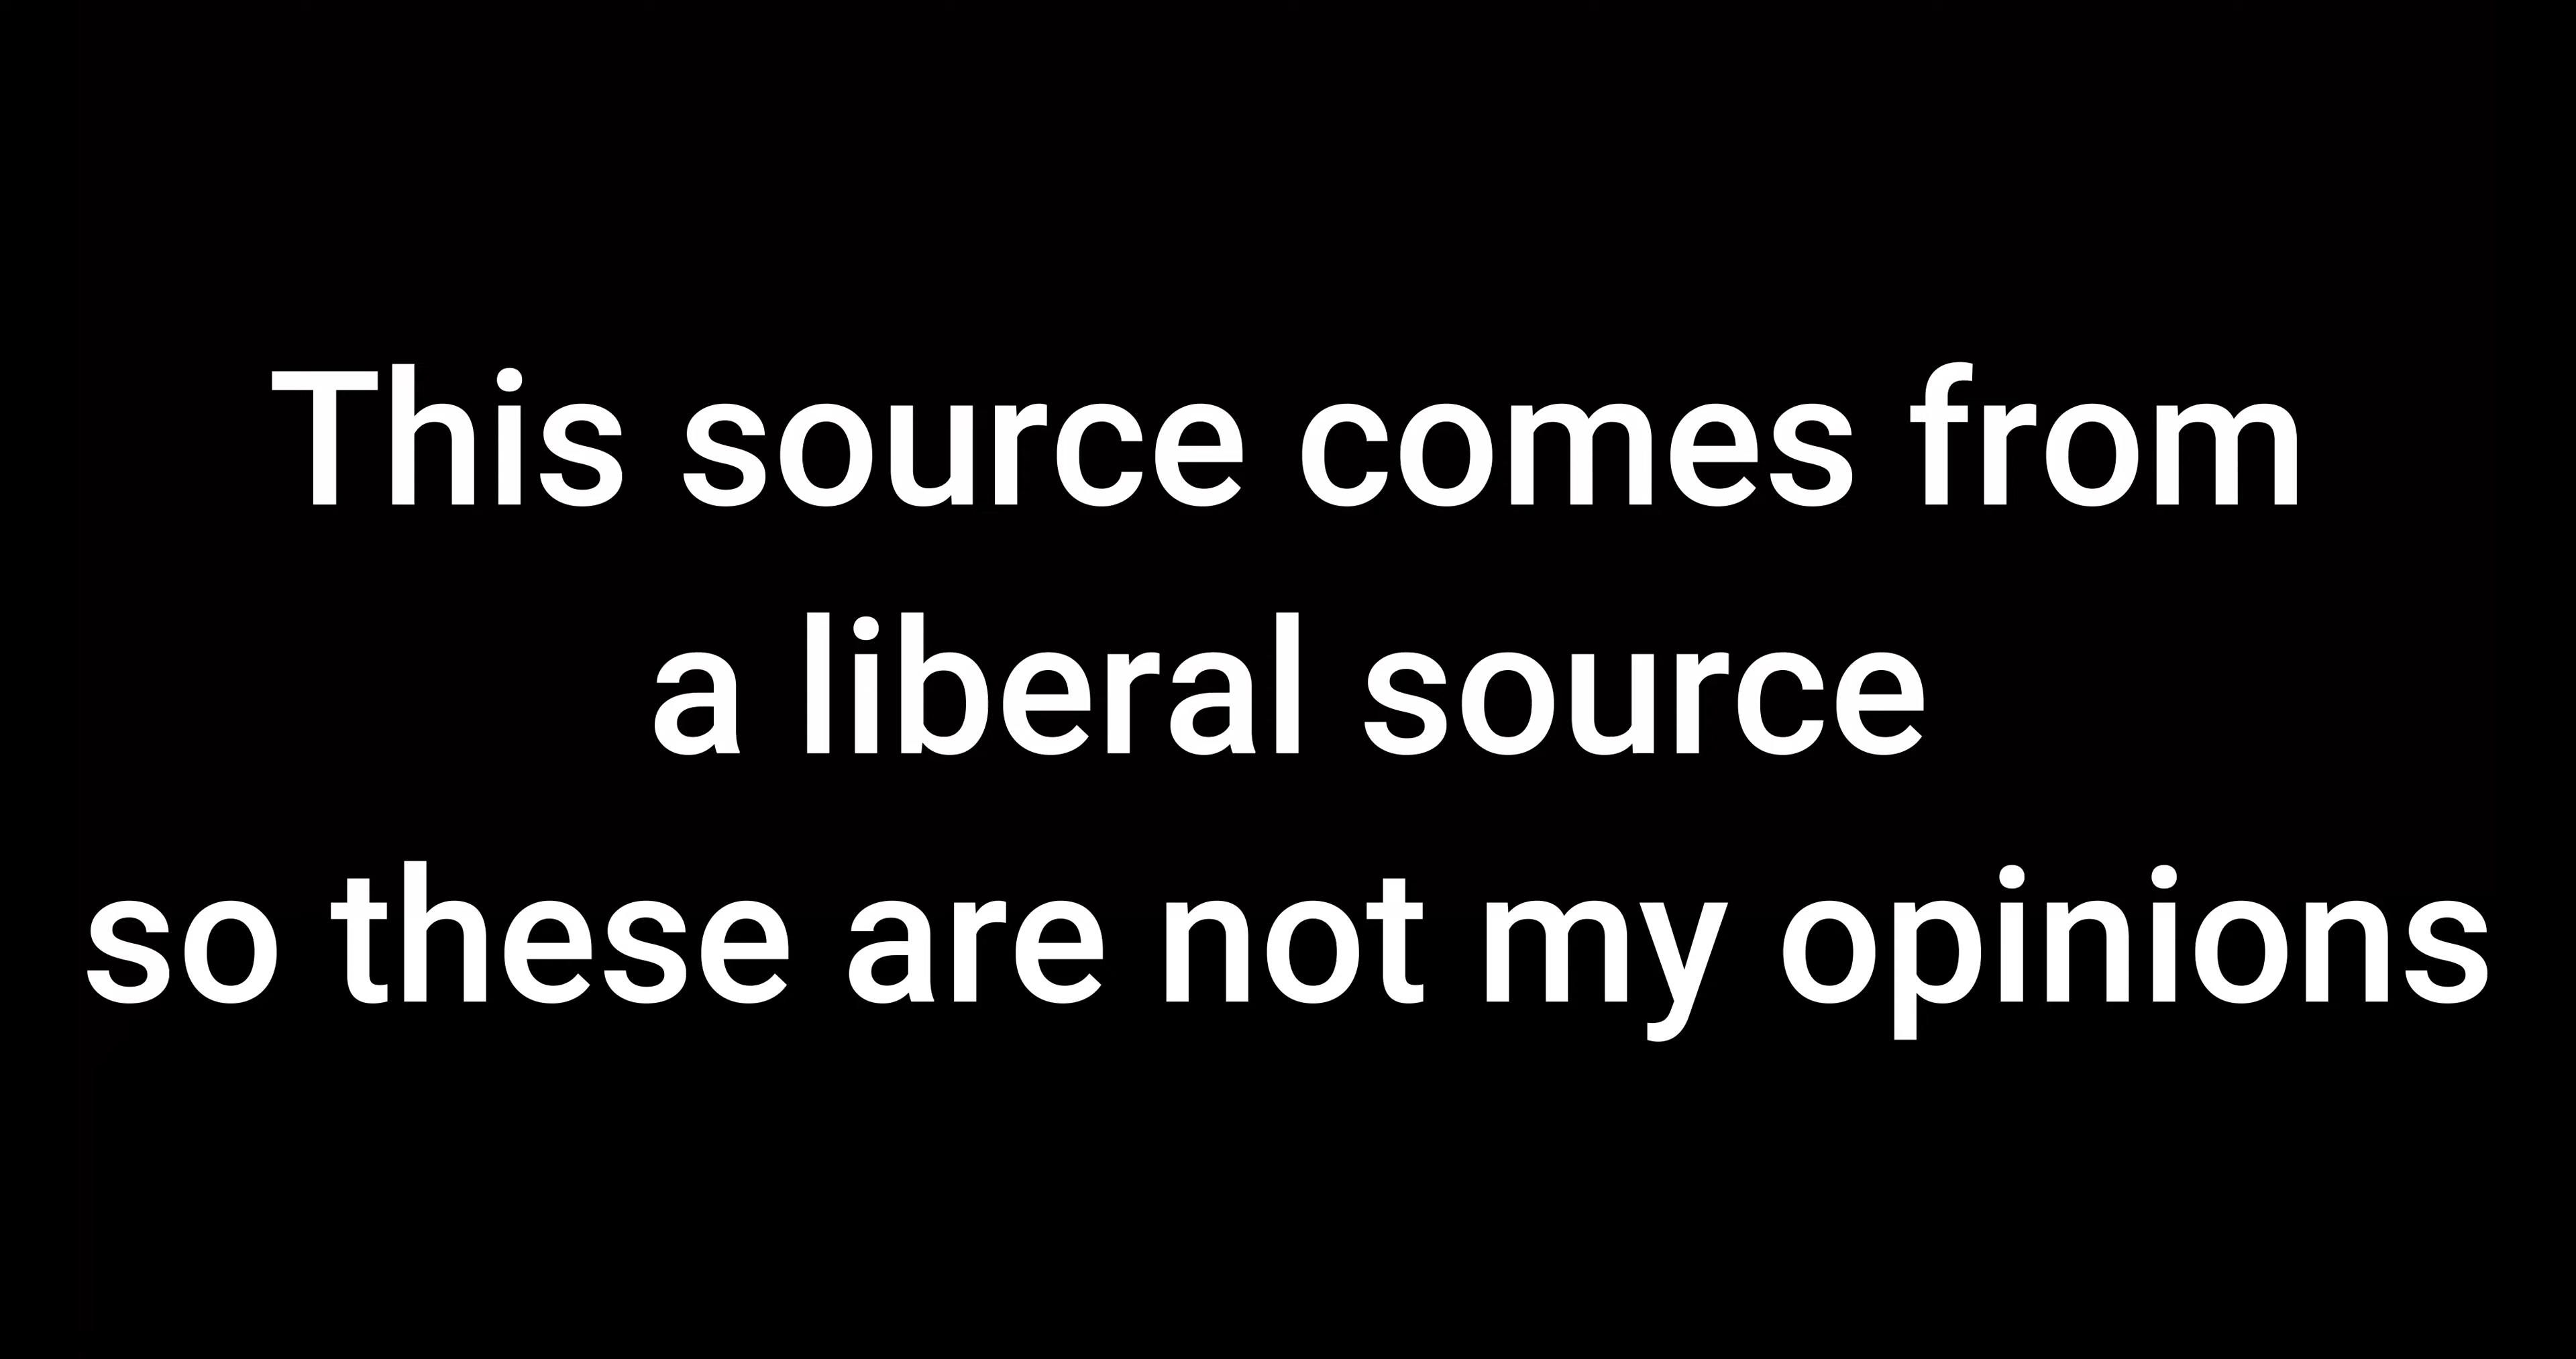 This source comes from
a liberal source
so these are not my opinions